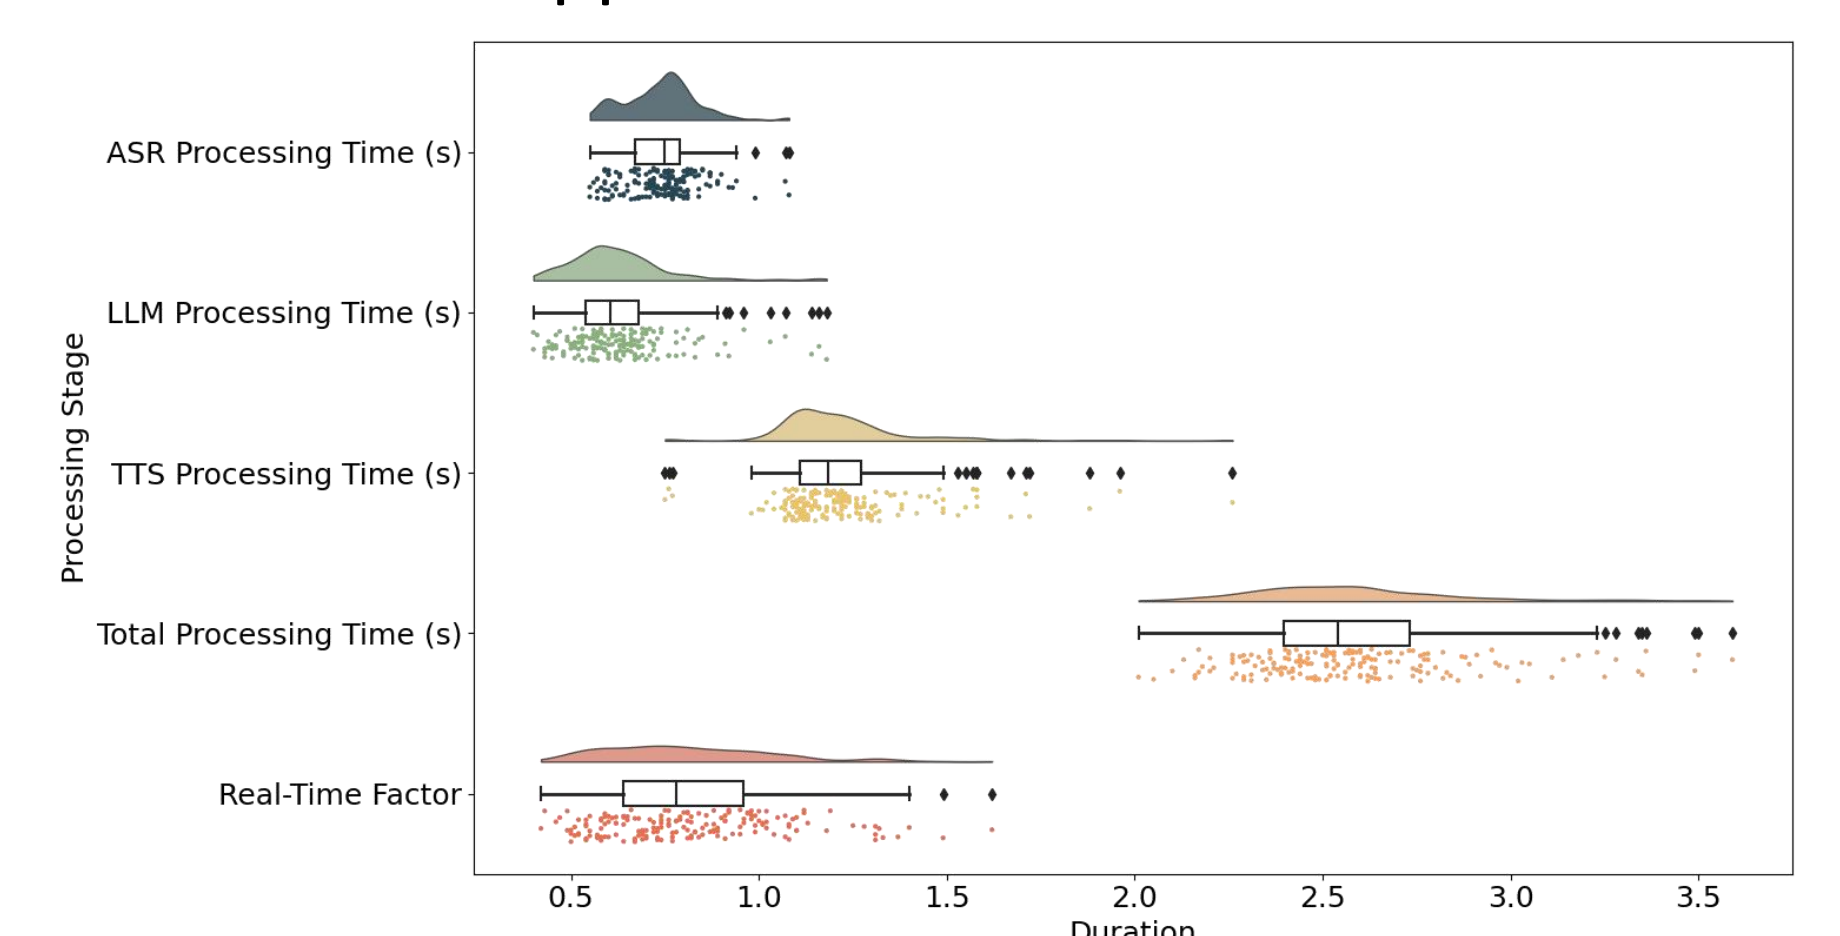 ASR Processing Time (s)
LLM Processing Time (s)
TTS Processing Time (s)
Total Processing Time (s)
Real-Time Factor
Processing Stage
0.5 1.0 1.5 2.0 2.5 3.0 3.5
Duration